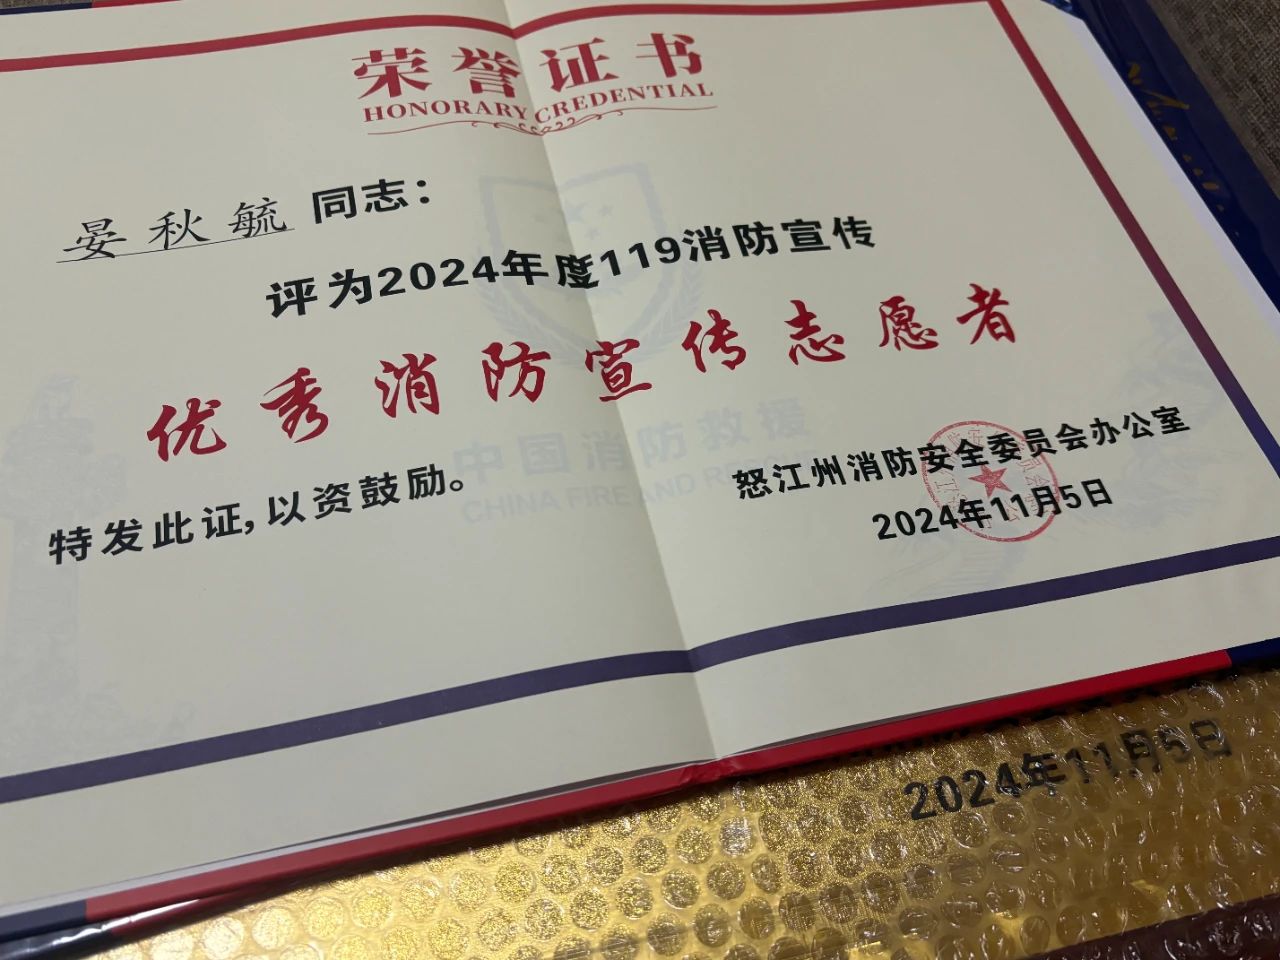 荣誉证书
HONORARY CREDENTIAL
晏秋毓 同志：
评为2024年度119消防宣传
优秀消防宣传志愿者
中国消防救援
CHINA FIRE AND RESCUE
特发此证，以资鼓励。
怒江州消防安全委员会办公室
2024年11月5日
2024年11月5日